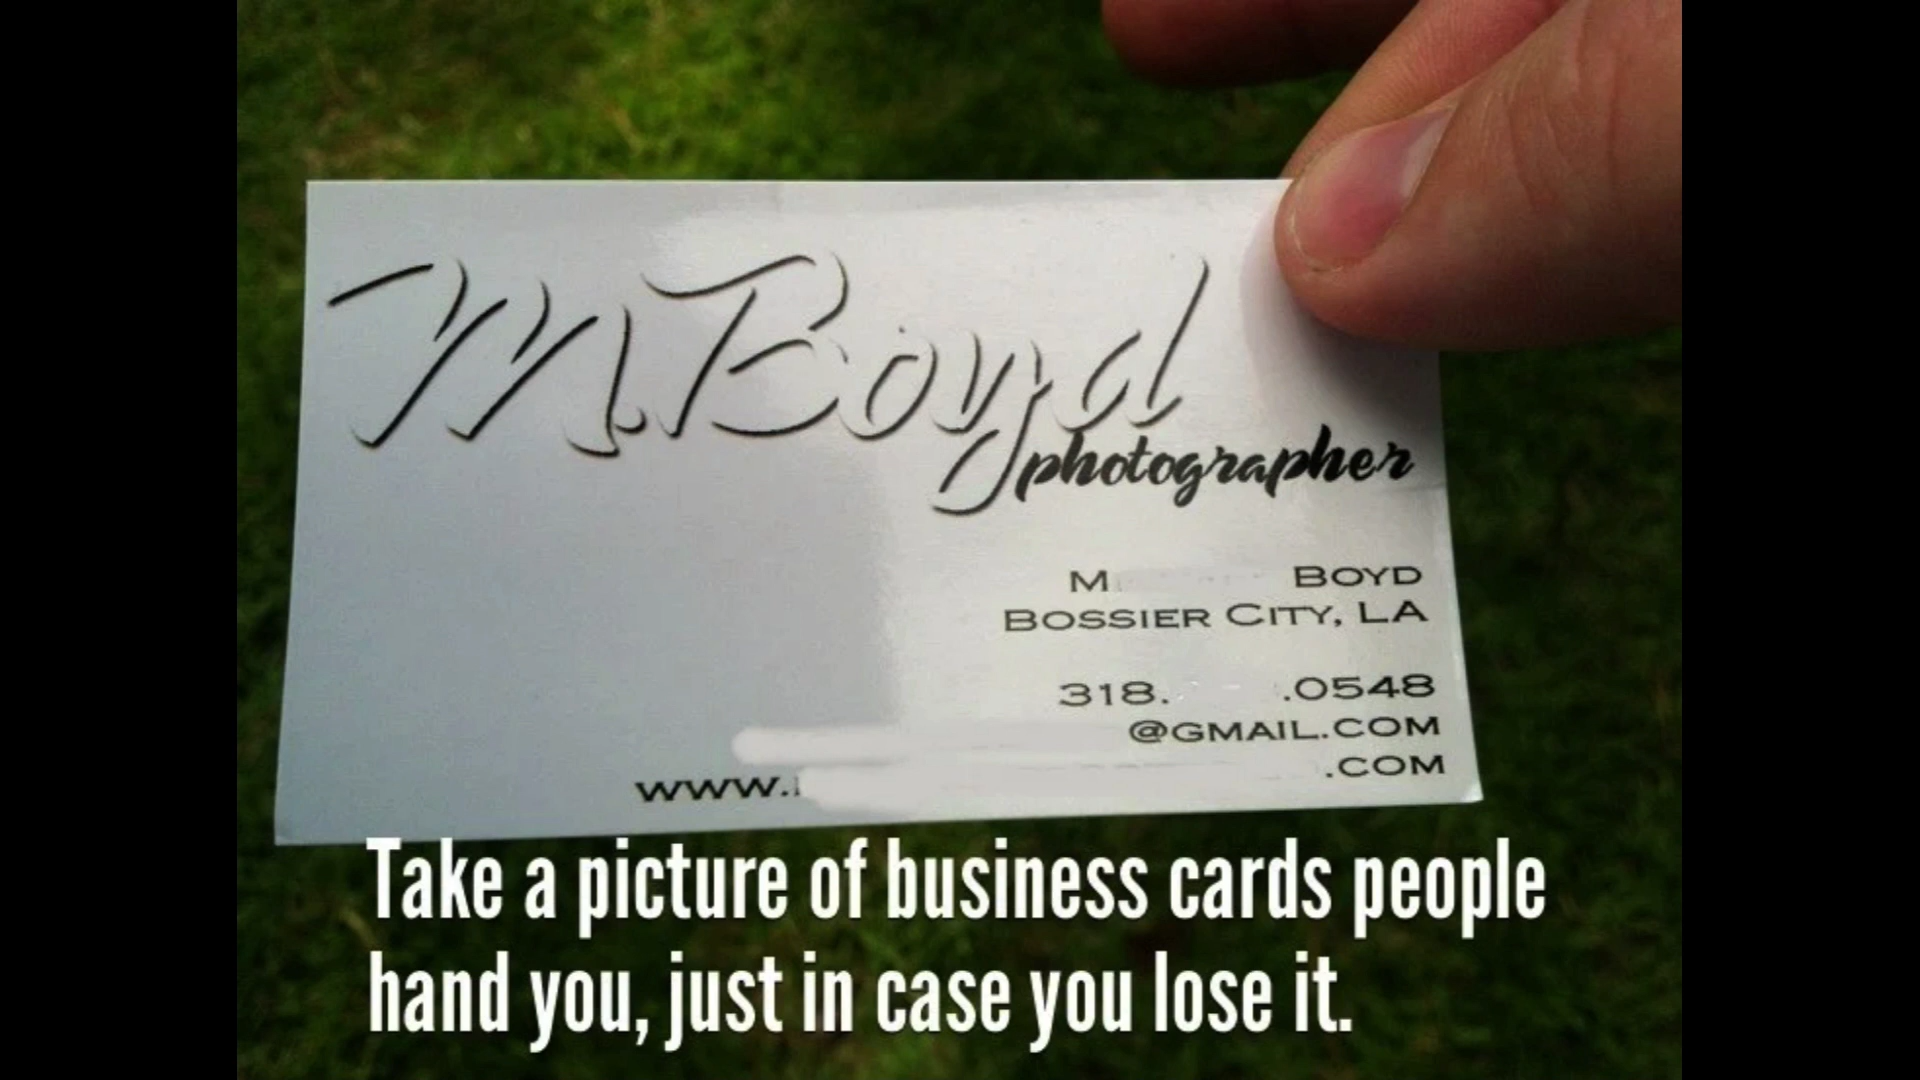 M. Boyd
photographer
M BOYD
BOSSIER CITY, LA
318. .0548
@GMAIL.COM
WWW. .COM
Take a picture of business cards people
hand you, just in case you lose it.